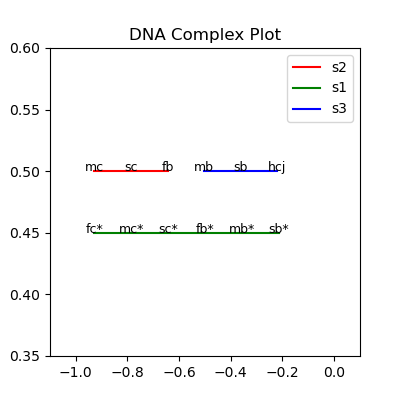 DNA Complex Plot
0.60
s2
s1
s3
0.55
0.50
mc sc fb mb sb hcj
0.45
fc* mc* sc* fb* mb* sb*
0.40
0.35
−1.0 −0.8 −0.6 −0.4 −0.2 0.0